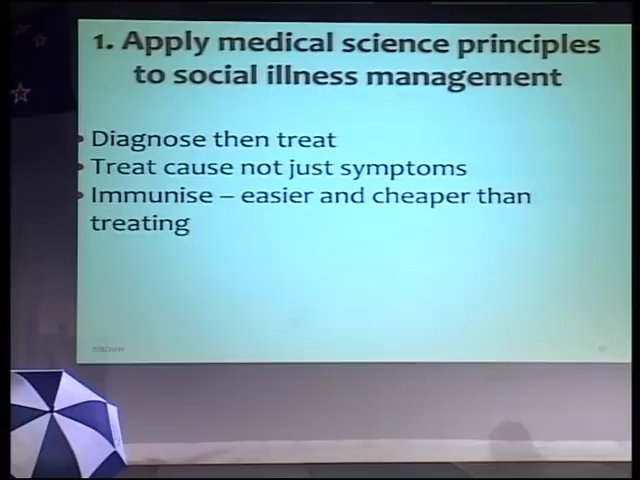 1. Apply medical science principles
to social illness management
• Diagnose then treat
• Treat cause not just symptoms
• Immunise – easier and cheaper than
treating